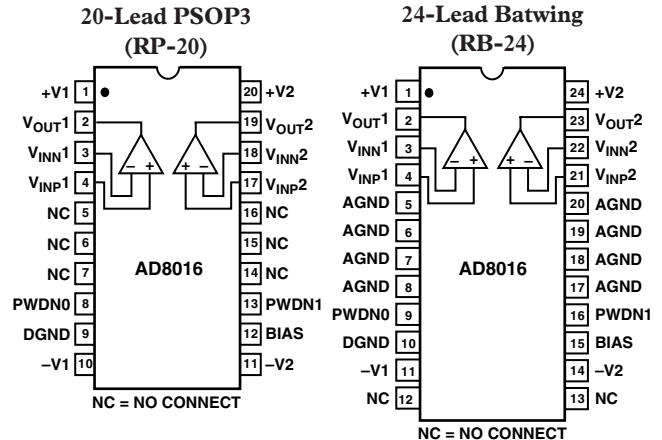 20-Lead PSOP3
(RP-20)
+V1 1 20 +V2
VOUT1 2 19 VOUT2
VINN1 3 – + + – 18 VINN2
VINP1 4 17 VINP2
NC 5 16 NC
NC 6 15 NC
NC 7 AD8016 14 NC
PWDN0 8 13 PWDN1
DGND 9 12 BIAS
–V1 10 11 –V2
NC = NO CONNECT
24-Lead Batwing
(RB-24)
+V1 1 24 +V2
VOUT1 2 23 VOUT2
VINN1 3 – + + – 22 VINN2
VINP1 4 21 VINP2
AGND 5 20 AGND
AGND 6 19 AGND
AGND 7 AD8016 18 AGND
AGND 8 17 AGND
PWDN0 9 16 PWDN1
DGND 10 15 BIAS
–V1 11 14 –V2
NC 12 13 NC
NC = NO CONNECT